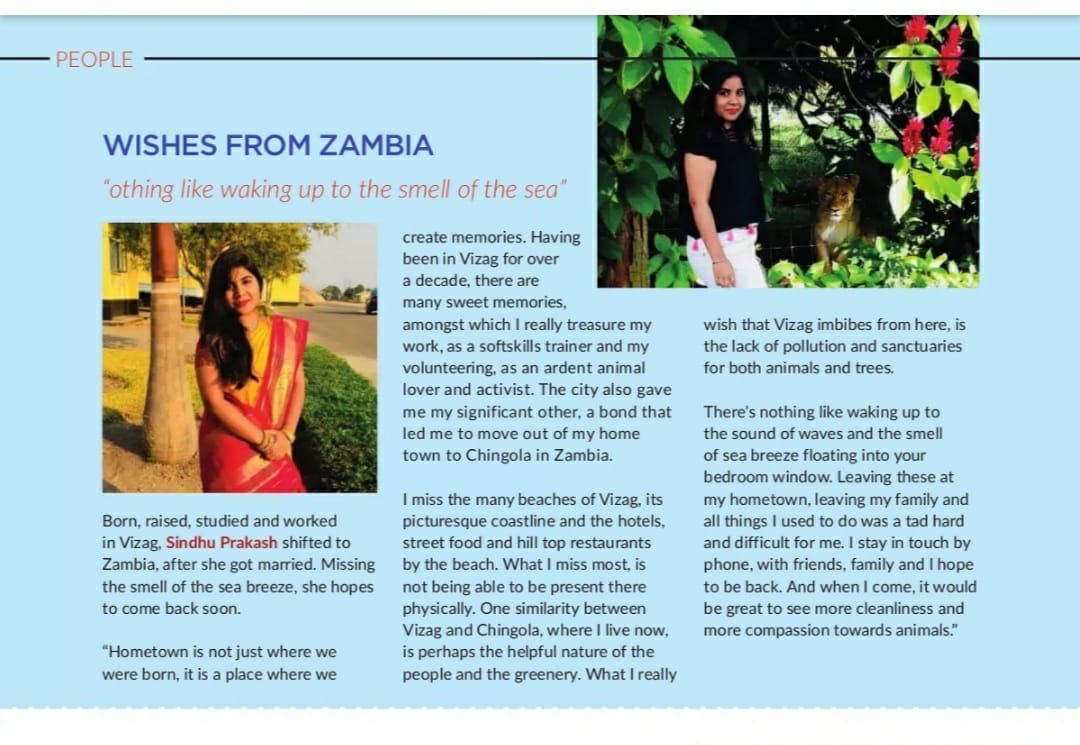 PEOPLE
WISHES FROM ZAMBIA
“othing like waking up to the smell of the sea”
Born, raised, studied and worked
in Vizag, Sindhu Prakash shifted to
Zambia, after she got married. Missing
the smell of the sea breeze, she hopes
to come back soon.
“Hometown is not just where we
were born, it is a place where we
create memories. Having
been in Vizag for over
a decade, there are
many sweet memories,
amongst which I really treasure my
work, as a softskills trainer and my
volunteering, as an ardent animal
lover and activist. The city also gave
me my significant other, a bond that
led me to move out of my home
town to Chingola in Zambia.
I miss the many beaches of Vizag, its
picturesque coastline and the hotels,
street food and hill top restaurants
by the beach. What I miss most, is
not being able to be present there
physically. One similarity between
Vizag and Chingola, where I live now,
is perhaps the helpful nature of the
people and the greenery. What I really
wish that Vizag imbibes from here, is
the lack of pollution and sanctuaries
for both animals and trees.
There's nothing like waking up to
the sound of waves and the smell
of sea breeze floating into your
bedroom window. Leaving these at
my hometown, leaving my family and
all things I used to do was a tad hard
and difficult for me. I stay in touch by
phone, with friends, family and I hope
to be back. And when I come, it would
be great to see more cleanliness and
more compassion towards animals.”